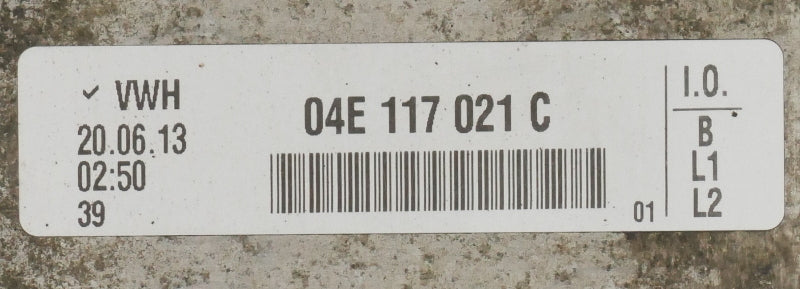 ✓ VWH
20.06.13
02:50
39
04E 117 021 C
01
I.O.
B
L1
L2